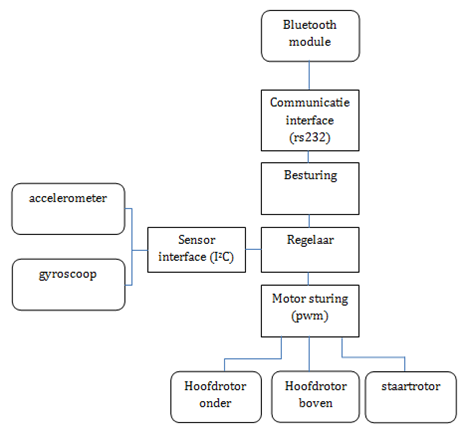 Bluetooth
module
Communicatie
interface
(rs232)
Besturing
accelerometer
Sensor
interface (I²C)
Regelaar
gyroscoop
Motor sturing
(pwm)
Hoofdrotor
onder
Hoofdrotor
boven
staartrotor